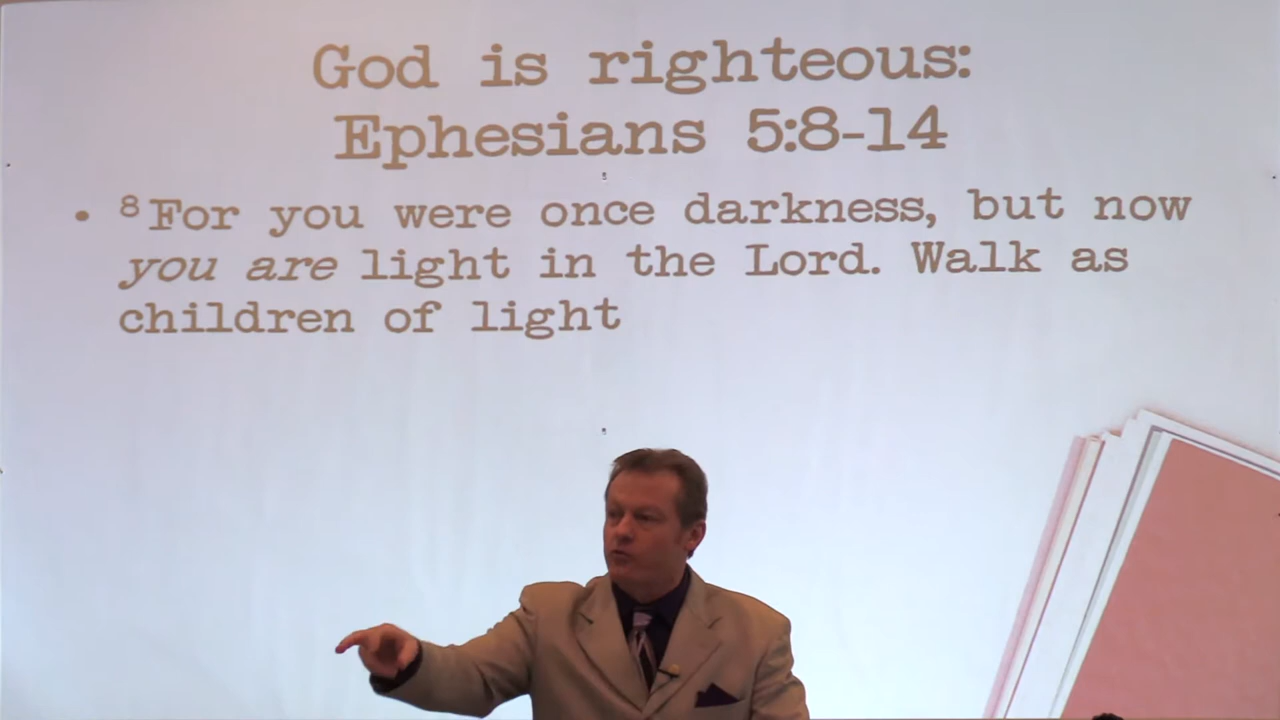 God is righteous:
Ephesians 5:8-14
• ⁸For you were once darkness, but now
you are light in the Lord. Walk as
children of light